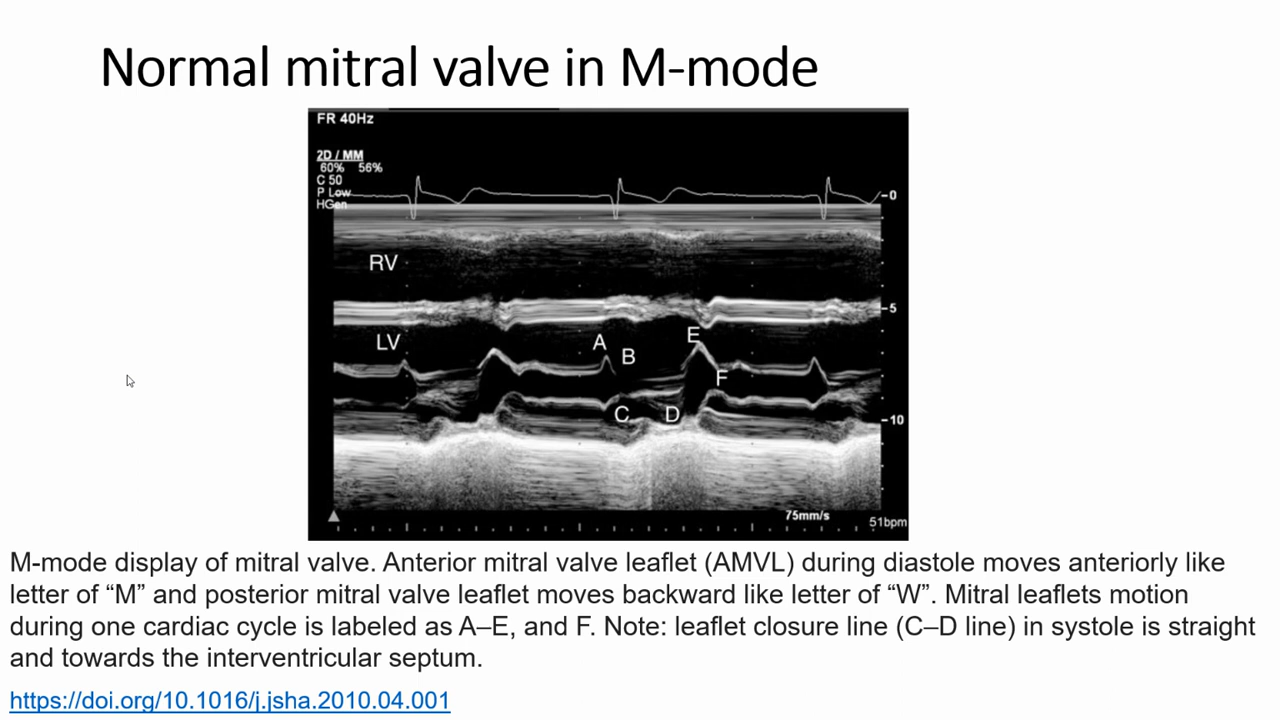 Normal mitral valve in M-mode
FR 40Hz
2D / MM
60% 56%
C 50
P Low
HGen
0
RV
5
LV
A
B
E
F
C
D
10
75mm/s
51bpm
M-mode display of mitral valve. Anterior mitral valve leaflet (AMVL) during diastole moves anteriorly like
letter of “M” and posterior mitral valve leaflet moves backward like letter of “W”. Mitral leaflets motion
during one cardiac cycle is labeled as A–E, and F. Note: leaflet closure line (C–D line) in systole is straight
and towards the interventricular septum.
https://doi.org/10.1016/j.jsha.2010.04.001